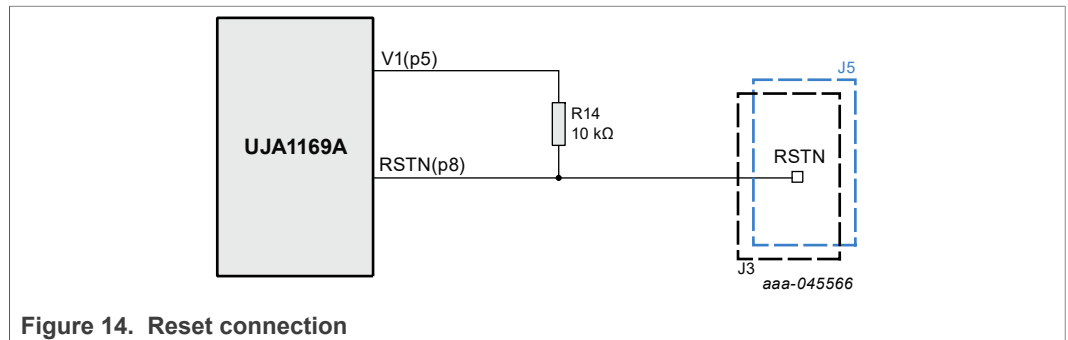 V1(p5)
J5
R14
10 kΩ
UJA1169A
RSTN(p8)
RSTN
J3
aaa-045566
Figure 14. Reset connection